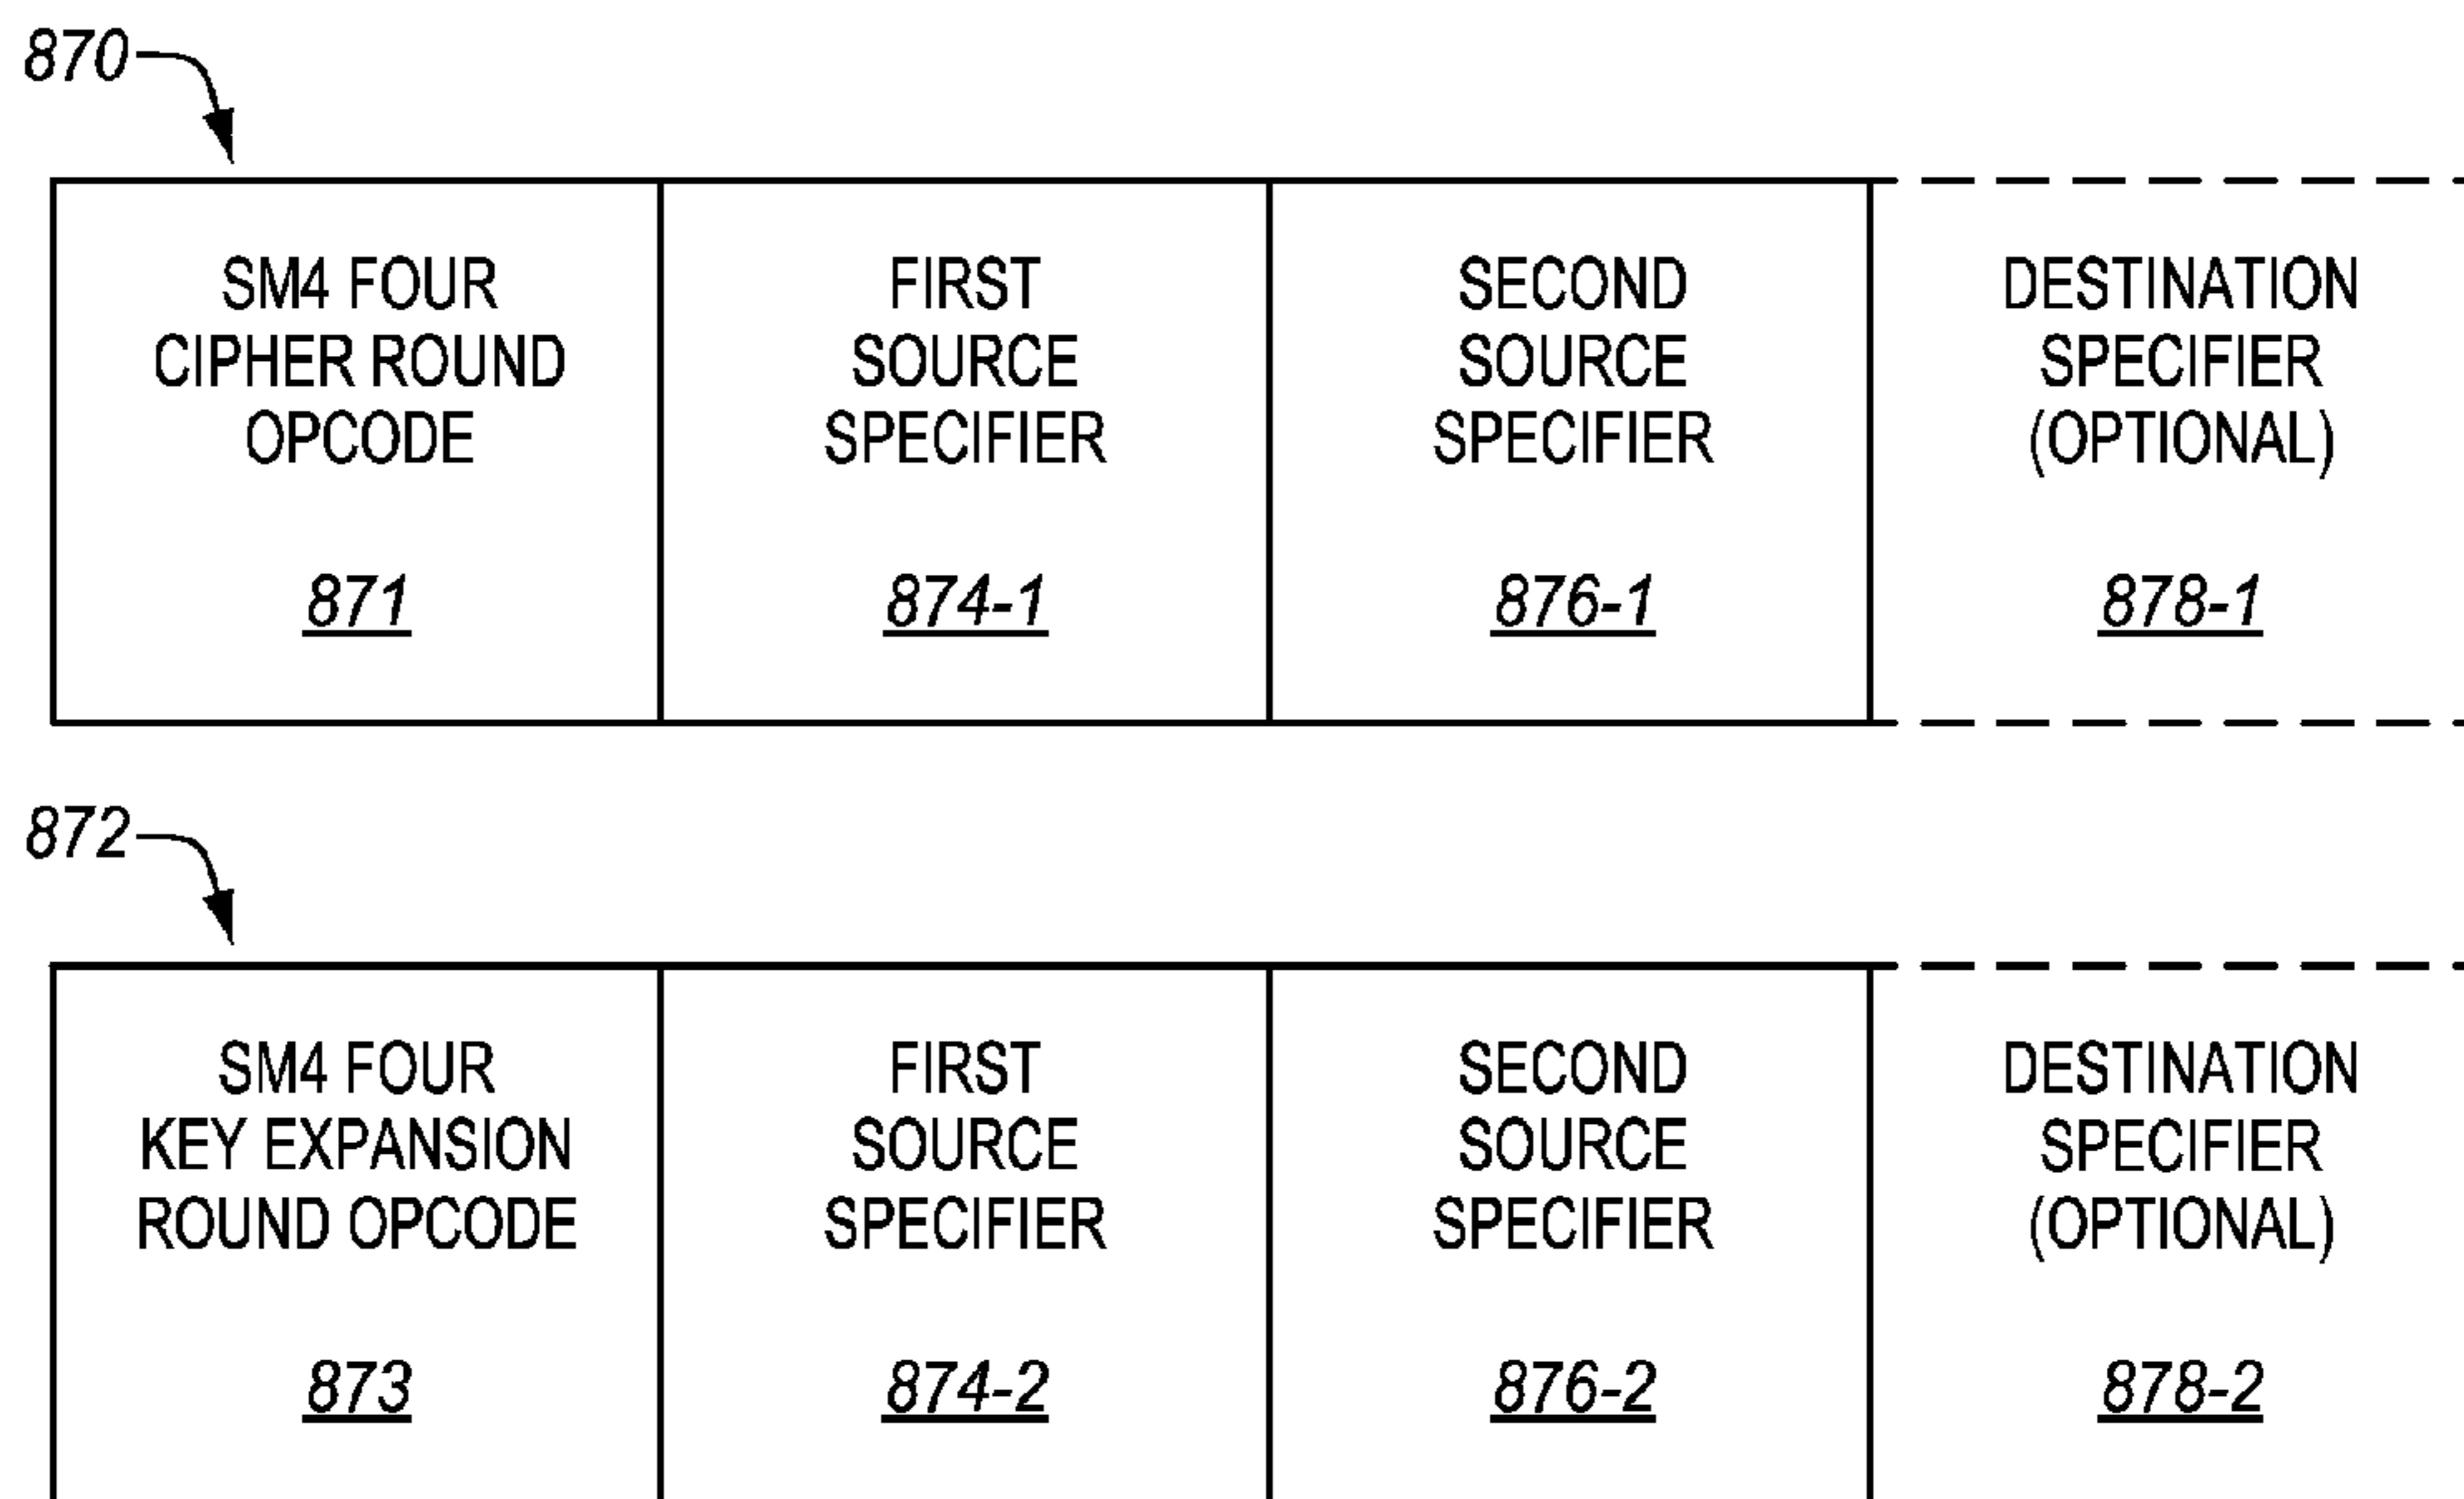 870
SM4 FOUR
CIPHER ROUND
OPCODE
871
FIRST
SOURCE
SPECIFIER
874-1
SECOND
SOURCE
SPECIFIER
876-1
DESTINATION
SPECIFIER
(OPTIONAL)
878-1
872
SM4 FOUR
KEY EXPANSION
ROUND OPCODE
873
FIRST
SOURCE
SPECIFIER
874-2
SECOND
SOURCE
SPECIFIER
876-2
DESTINATION
SPECIFIER
(OPTIONAL)
878-2